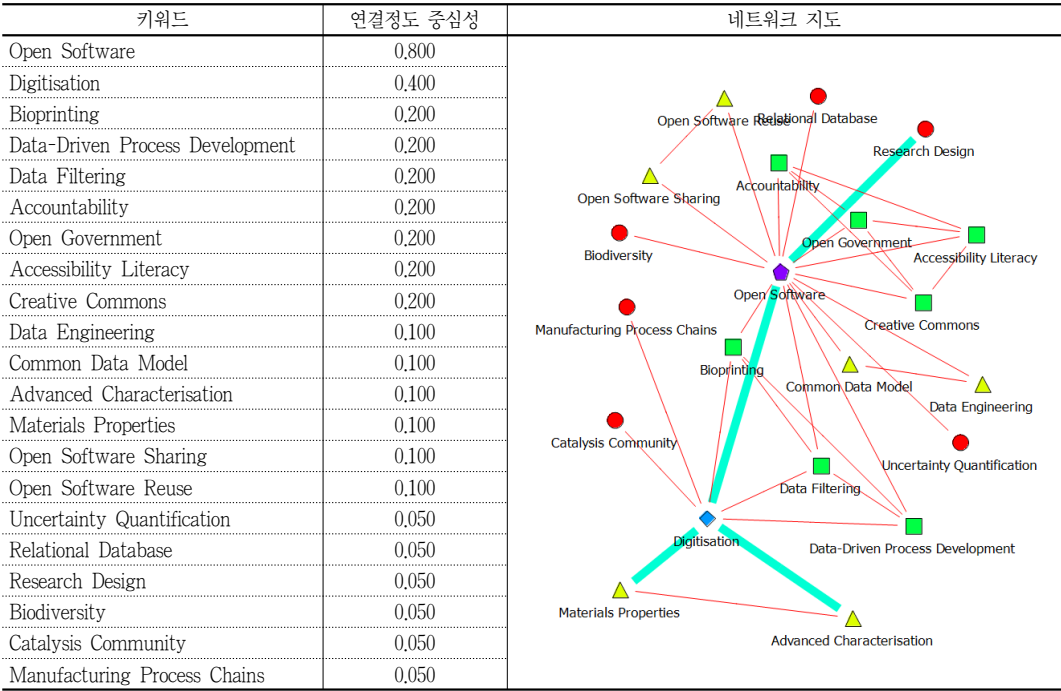 키워드 연결정도 중심성 네트워크 지도
Open Software 0.800
Digitisation 0.400
Bioprinting 0.200
Data-Driven Process Development 0.200
Data Filtering 0.200
Accountability 0.200
Open Government 0.200
Accessibility Literacy 0.200
Creative Commons 0.200
Data Engineering 0.100
Common Data Model 0.100
Advanced Characterisation 0.100
Materials Properties 0.100
Open Software Sharing 0.100
Open Software Reuse 0.100
Uncertainty Quantification 0.050
Relational Database 0.050
Research Design 0.050
Biodiversity 0.050
Catalysis Community 0.050
Manufacturing Process Chains 0.050
Open Software Reuse
Relational Database
Research Design
Accountability
Open Software Sharing
Open Government
Biodiversity
Accessibility Literacy
Open Software
Creative Commons
Manufacturing Process Chains
Bioprinting
Common Data Model
Data Engineering
Catalysis Community
Uncertainty Quantification
Data Filtering
Digitisation
Data-Driven Process Development
Materials Properties
Advanced Characterisation